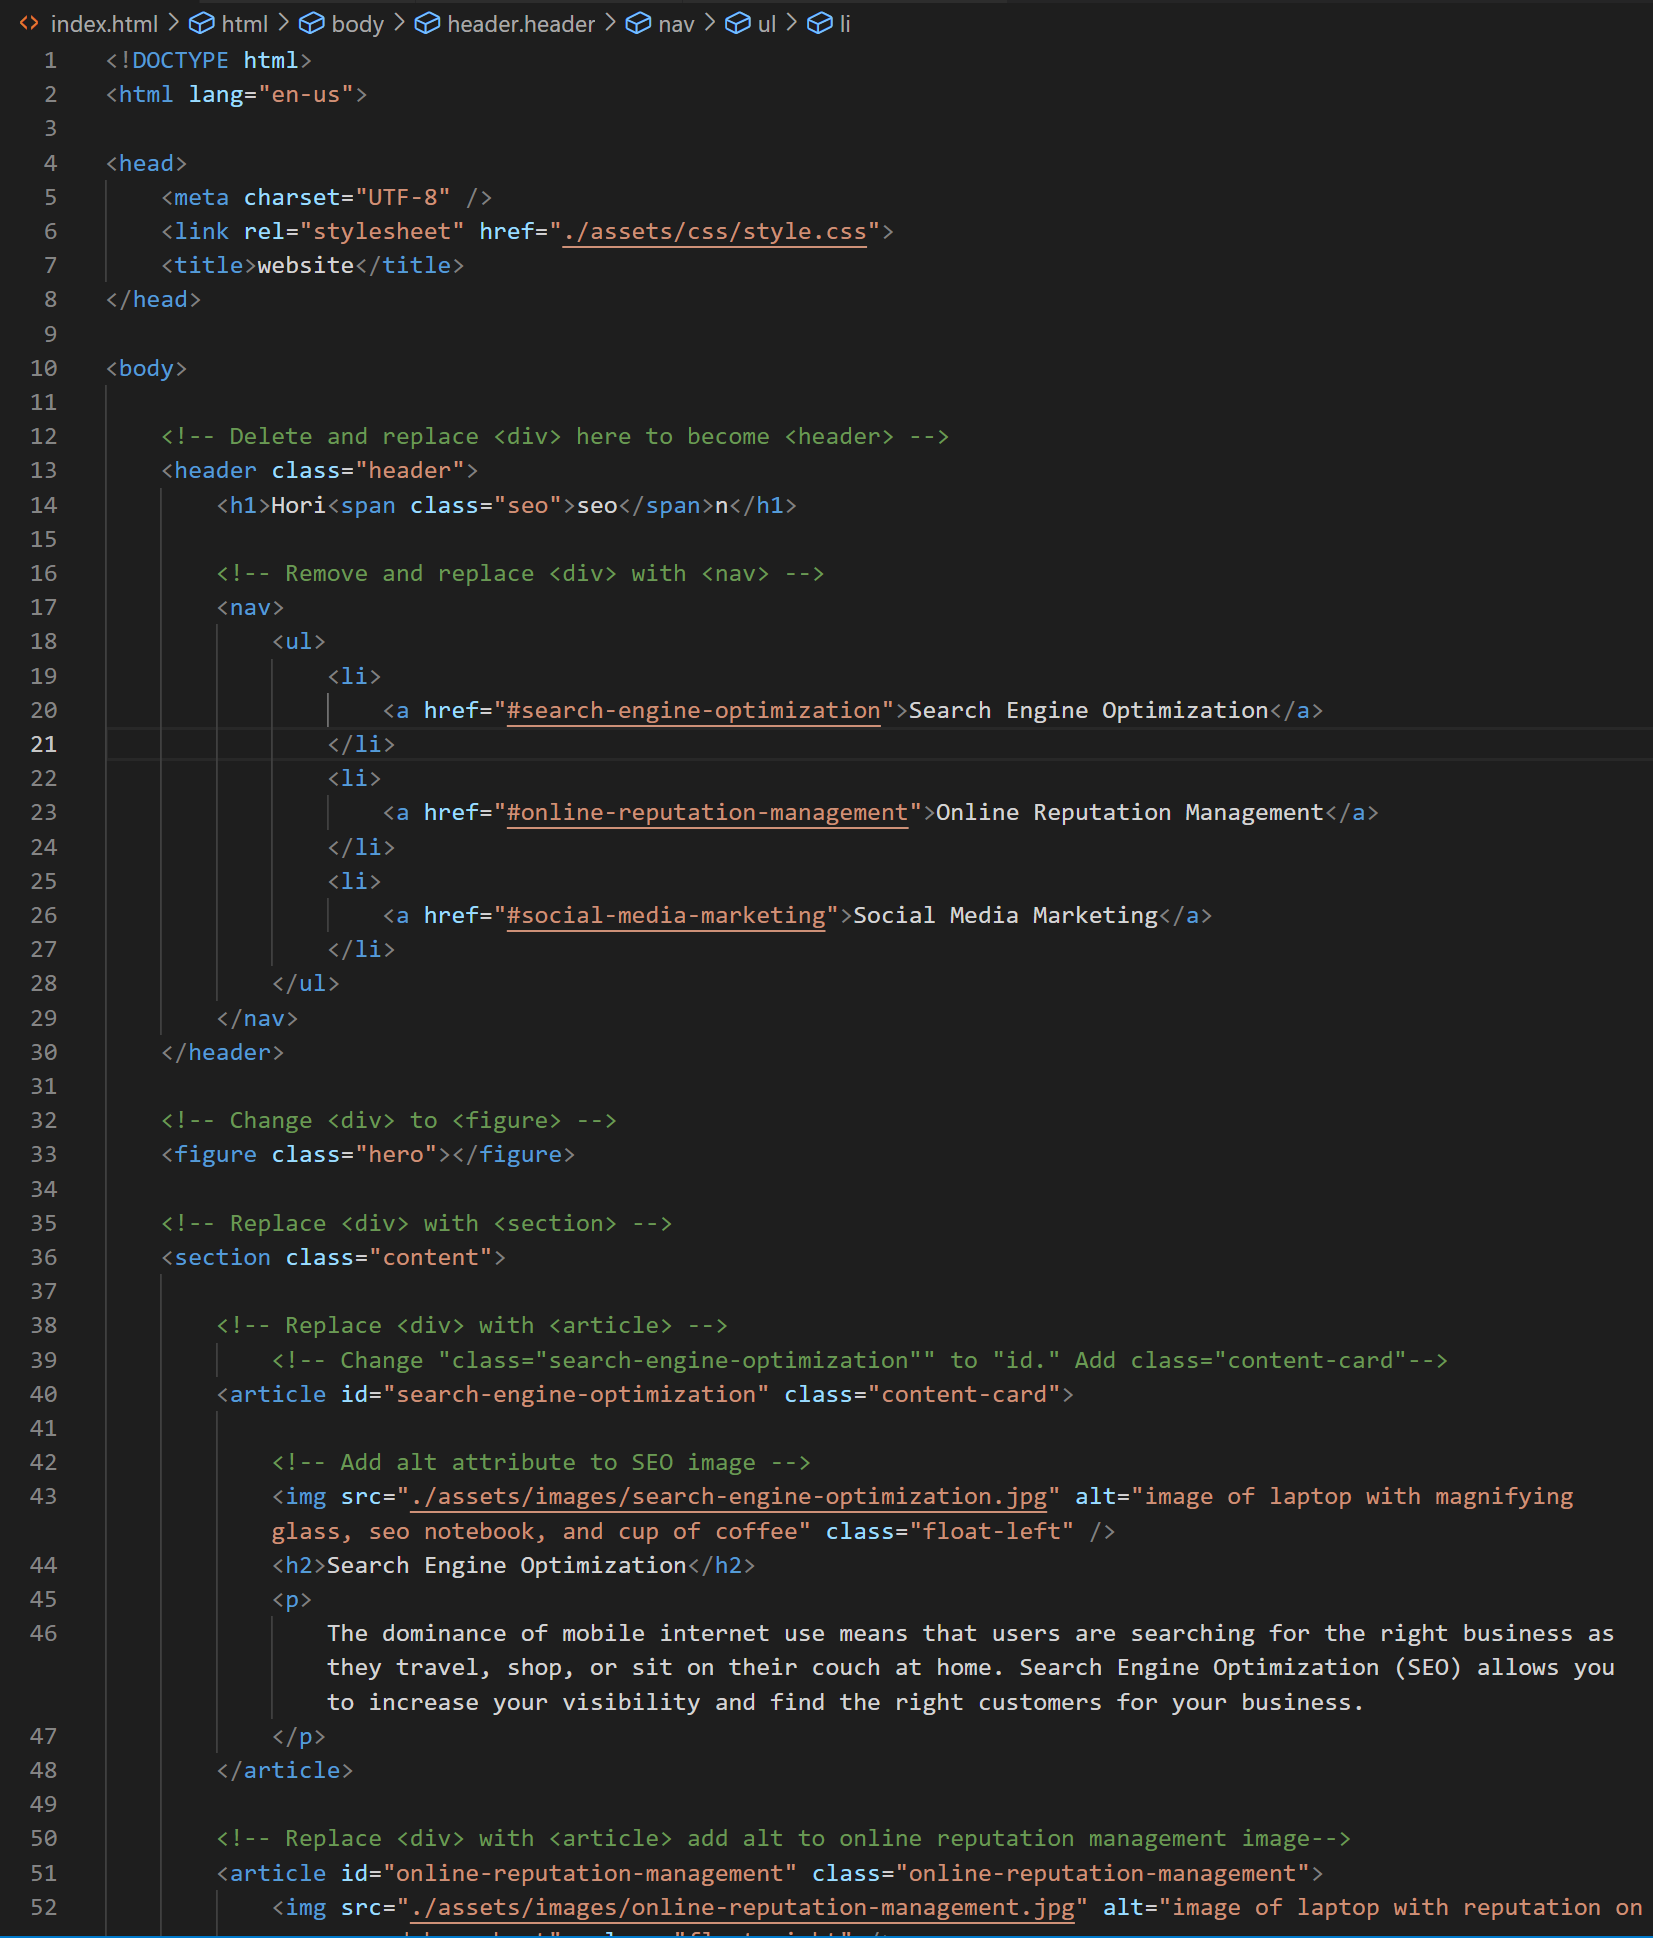 index.html > html > body > header.header > nav > ul > li
1 <!DOCTYPE html>
2 <html lang="en-us">
3
4 <head>
5     <meta charset="UTF-8" />
6     <link rel="stylesheet" href="./assets/css/style.css">
7     <title>website</title>
8 </head>
9
10 <body>
11
12     <!-- Delete and replace <div> here to become <header> -->
13     <header class="header">
14         <h1>Hori<span class="seo">seo</span>n</h1>
15
16         <!-- Remove and replace <div> with <nav> -->
17         <nav>
18             <ul>
19                 <li>
20                     <a href="#search-engine-optimization">Search Engine Optimization</a>
21                 </li>
22                 <li>
23                     <a href="#online-reputation-management">Online Reputation Management</a>
24                 </li>
25                 <li>
26                     <a href="#social-media-marketing">Social Media Marketing</a>
27                 </li>
28             </ul>
29         </nav>
30     </header>
31
32     <!-- Change <div> to <figure> -->
33     <figure class="hero"></figure>
34
35     <!-- Replace <div> with <section> -->
36     <section class="content">
37
38         <!-- Replace <div> with <article> -->
39             <!-- Change "class="search-engine-optimization"" to "id." Add class="content-card"-->
40         <article id="search-engine-optimization" class="content-card">
41
42             <!-- Add alt attribute to SEO image -->
43             <img src="./assets/images/search-engine-optimization.jpg" alt="image of laptop with magnifying
glass, seo notebook, and cup of coffee" class="float-left" />
44             <h2>Search Engine Optimization</h2>
45             <p>
46                 The dominance of mobile internet use means that users are searching for the right business as
they travel, shop, or sit on their couch at home. Search Engine Optimization (SEO) allows you
to increase your visibility and find the right customers for your business.
47             </p>
48         </article>
49
50         <!-- Replace <div> with <article> add alt to online reputation management image-->
51         <article id="online-reputation-management" class="online-reputation-management">
52             <img src="./assets/images/online-reputation-management.jpg" alt="image of laptop with reputation on